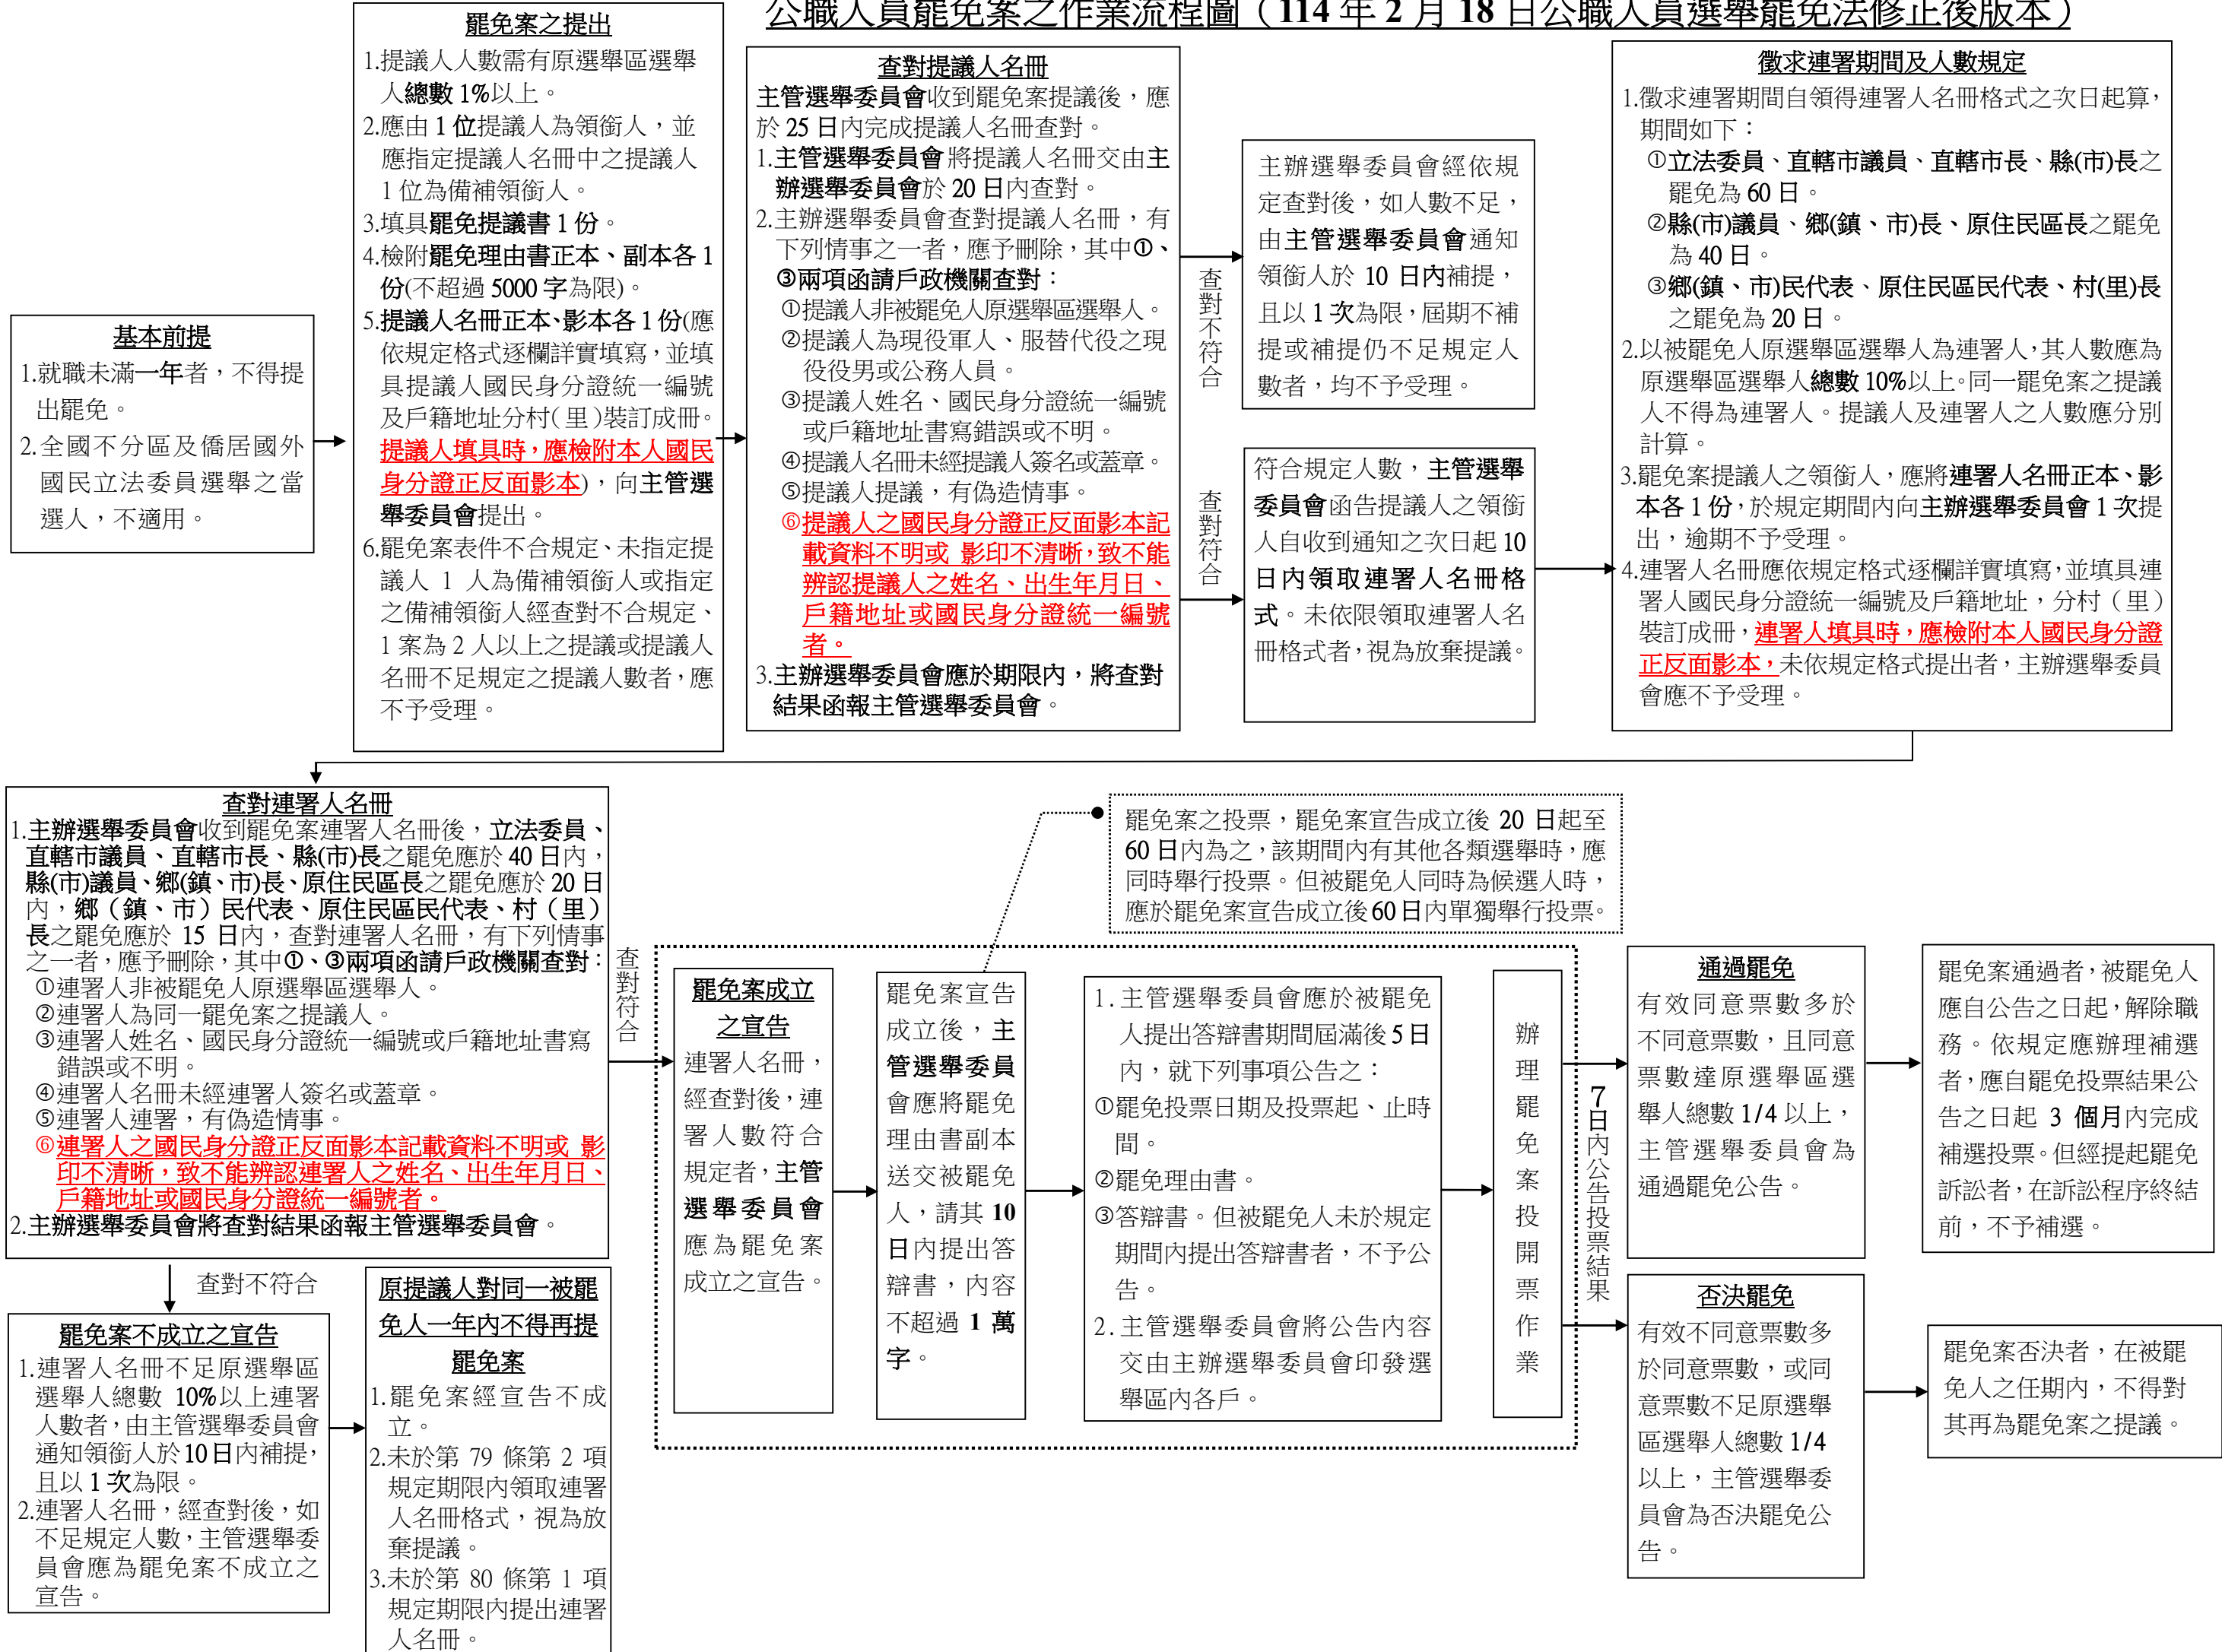 公職人員罷免案之作業流程圖（114 年 2 月 18 日公職人員選舉罷免法修正後版本）
基本前提
1.就職未滿一年者，不得提
出罷免。
2.全國不分區及僑居國外
國民立法委員選舉之當
選人，不適用。
罷免案之提出
1.提議人人數需有原選舉區選舉
人總數 1%以上。
2.應由 1 位提議人為領銜人，並
應指定提議人名冊中之提議人
1 位為備補領銜人。
3.填具罷免提議書 1 份。
4.檢附罷免理由書正本、副本各 1
份(不超過 5000 字為限)。
5.提議人名冊正本、影本各 1 份(應
依規定格式逐欄詳實填寫，並填
具提議人國民身分證統一編號
及戶籍地址分村（里）裝訂成冊。
提議人填具時，應檢附本人國民
身分證正反面影本)，向主管選
舉委員會提出。
6.罷免案表件不合規定、未指定提
議人 1 人為備補領銜人或指定
之備補領銜人經查對不合規定、
1 案為 2 人以上之提議或提議人
名冊不足規定之提議人數者，應
不予受理。
查對提議人名冊
主管選舉委員會收到罷免案提議後，應
於 25 日內完成提議人名冊查對。
1.主管選舉委員會將提議人名冊交由主
辦選舉委員會於 20 日內查對。
2.主辦選舉委員會查對提議人名冊，有
下列情事之一者，應予刪除，其中①、
③兩項函請戶政機關查對：
①提議人非被罷免人原選舉區選舉人。
②提議人為現役軍人、服替代役之現
役役男或公務人員。
③提議人姓名、國民身分證統一編號
或戶籍地址書寫錯誤或不明。
④提議人名冊未經提議人簽名或蓋章。
⑤提議人提議，有偽造情事。
⑥提議人之國民身分證正反面影本記
載資料不明或 影印不清晰，致不能
辨認提議人之姓名、出生年月日、
戶籍地址或國民身分證統一編號
者。
3.主辦選舉委員會應於期限內，將查對
結果函報主管選舉委員會。
查對不符合
主辦選舉委員會經依規
定查對後，如人數不足，
由主管選舉委員會通知
領銜人於 10 日內補提，
且以 1 次為限，屆期不補
提或補提仍不足規定人
數者，均不予受理。
查對符合
符合規定人數，主管選舉
委員會函告提議人之領銜
人自收到通知之次日起 10
日內領取連署人名冊格
式。未依限領取連署人名
冊格式者，視為放棄提議。
徵求連署期間及人數規定
1.徵求連署期間自領得連署人名冊格式之次日起算，
期間如下：
①立法委員、直轄市議員、直轄市長、縣(市)長之
罷免為 60 日。
②縣(市)議員、鄉(鎮、市)長、原住民區長之罷免
為 40 日。
③鄉(鎮、市)民代表、原住民區民代表、村(里)長
之罷免為 20 日。
2.以被罷免人原選舉區選舉人為連署人，其人數應為
原選舉區選舉人總數 10%以上。同一罷免案之提議
人不得為連署人。提議人及連署人之人數應分別
計算。
3.罷免案提議人之領銜人，應將連署人名冊正本、影
本各 1 份，於規定期間內向主辦選舉委員會 1 次提
出，逾期不予受理。
4.連署人名冊應依規定格式逐欄詳實填寫，並填具連
署人國民身分證統一編號及戶籍地址，分村（里）
裝訂成冊，連署人填具時，應檢附本人國民身分證
正反面影本，未依規定格式提出者，主辦選舉委員
會應不予受理。
查對連署人名冊
1.主辦選舉委員會收到罷免案連署人名冊後，立法委員、
直轄市議員、直轄市長、縣(市)長之罷免應於 40 日內，
縣(市)議員、鄉(鎮、市)長、原住民區長之罷免應於 20 日
內，鄉（鎮、市）民代表、原住民區民代表、村（里）
長之罷免應於 15 日內，查對連署人名冊，有下列情事
之一者，應予刪除，其中①、③兩項函請戶政機關查對：
①連署人非被罷免人原選舉區選舉人。
②連署人為同一罷免案之提議人。
③連署人姓名、國民身分證統一編號或戶籍地址書寫
錯誤或不明。
④連署人名冊未經連署人簽名或蓋章。
⑤連署人連署，有偽造情事。
⑥連署人之國民身分證正反面影本記載資料不明或 影
印不清晰，致不能辨認連署人之姓名、出生年月日、
戶籍地址或國民身分證統一編號者。
2.主辦選舉委員會將查對結果函報主管選舉委員會。
查對不符合
罷免案不成立之宣告
1.連署人名冊不足原選舉區
選舉人總數 10%以上連署
人數者，由主管選舉委員會
通知領銜人於 10 日內補提，
且以 1 次為限。
2.連署人名冊，經查對後，如
不足規定人數，主管選舉委
員會應為罷免案不成立之
宣告。
原提議人對同一被罷
免人一年內不得再提
罷免案
1.罷免案經宣告不成
立。
2.未於第 79 條第 2 項
規定期限內領取連署
人名冊格式，視為放
棄提議。
3.未於第 80 條第 1 項
規定期限內提出連署
人名冊。
查對符合
罷免案成立
之宣告
連署人名冊，
經查對後，連
署人數符合
規定者，主管
選舉委員會
應為罷免案
成立之宣告。
罷免案宣告
成立後，主
管選舉委員
會應將罷免
理由書副本
送交被罷免
人，請其 10
日內提出答
辯書，內容
不超過 1 萬
字。
罷免案之投票，罷免案宣告成立後 20 日起至
60 日內為之，該期間內有其他各類選舉時，應
同時舉行投票。但被罷免人同時為候選人時，
應於罷免案宣告成立後 60 日內單獨舉行投票。
1.主管選舉委員會應於被罷免
人提出答辯書期間屆滿後 5 日
內，就下列事項公告之：
①罷免投票日期及投票起、止時
間。
②罷免理由書。
③答辯書。但被罷免人未於規定
期間內提出答辯書者，不予公
告。
2.主管選舉委員會將公告內容
交由主辦選舉委員會印發選
舉區內各戶。
辦理罷免案投開票作業
7日內公告投票結果
通過罷免
有效同意票數多於
不同意票數，且同意
票數達原選舉區選
舉人總數 1/4 以上，
主管選舉委員會為
通過罷免公告。
罷免案通過者，被罷免人
應自公告之日起，解除職
務。依規定應辦理補選
者，應自罷免投票結果公
告之日起 3 個月內完成
補選投票。但經提起罷免
訴訟者，在訴訟程序終結
前，不予補選。
否決罷免
有效不同意票數多
於同意票數，或同
意票數不足原選舉
區選舉人總數 1/4
以上，主管選舉委
員會為否決罷免公
告。
罷免案否決者，在被罷
免人之任期內，不得對
其再為罷免案之提議。